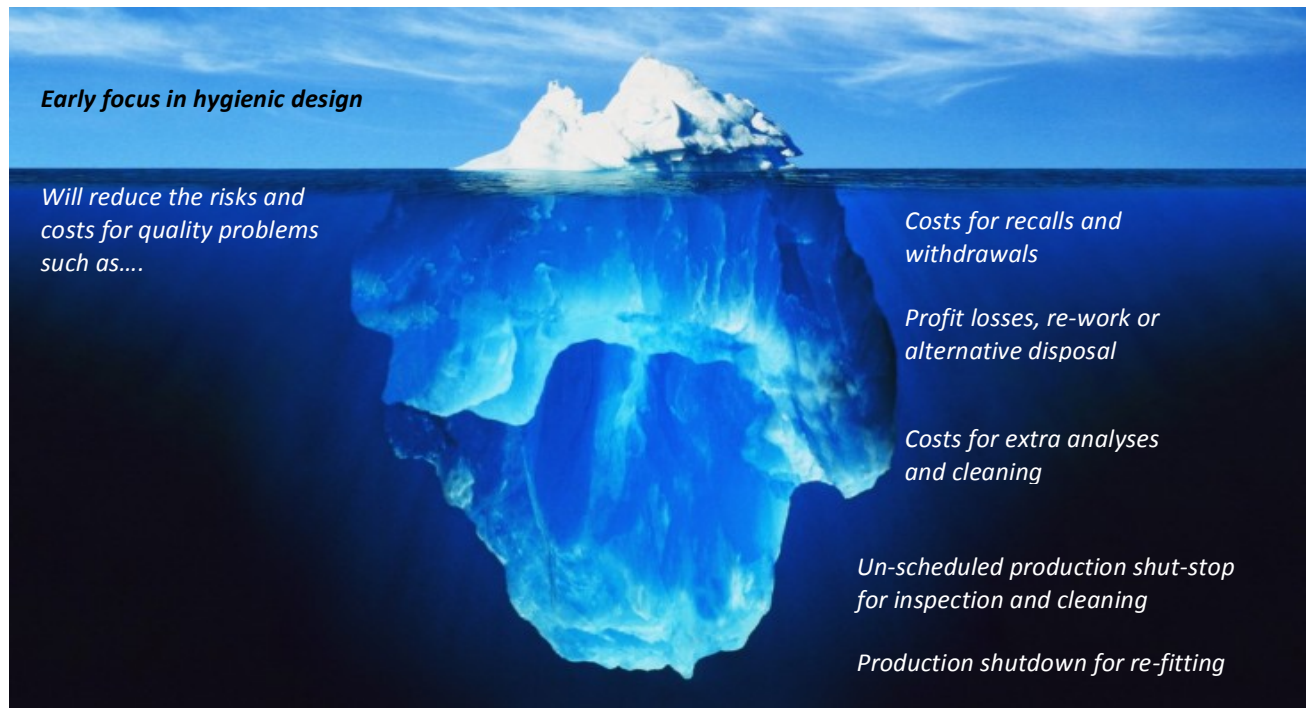 Early focus in hygienic design
Will reduce the risks and
costs for quality problems
such as....
Costs for recalls and
withdrawals
Profit losses, re-work or
alternative disposal
Costs for extra analyses
and cleaning
Un-scheduled production shut-stop
for inspection and cleaning
Production shutdown for re-fitting